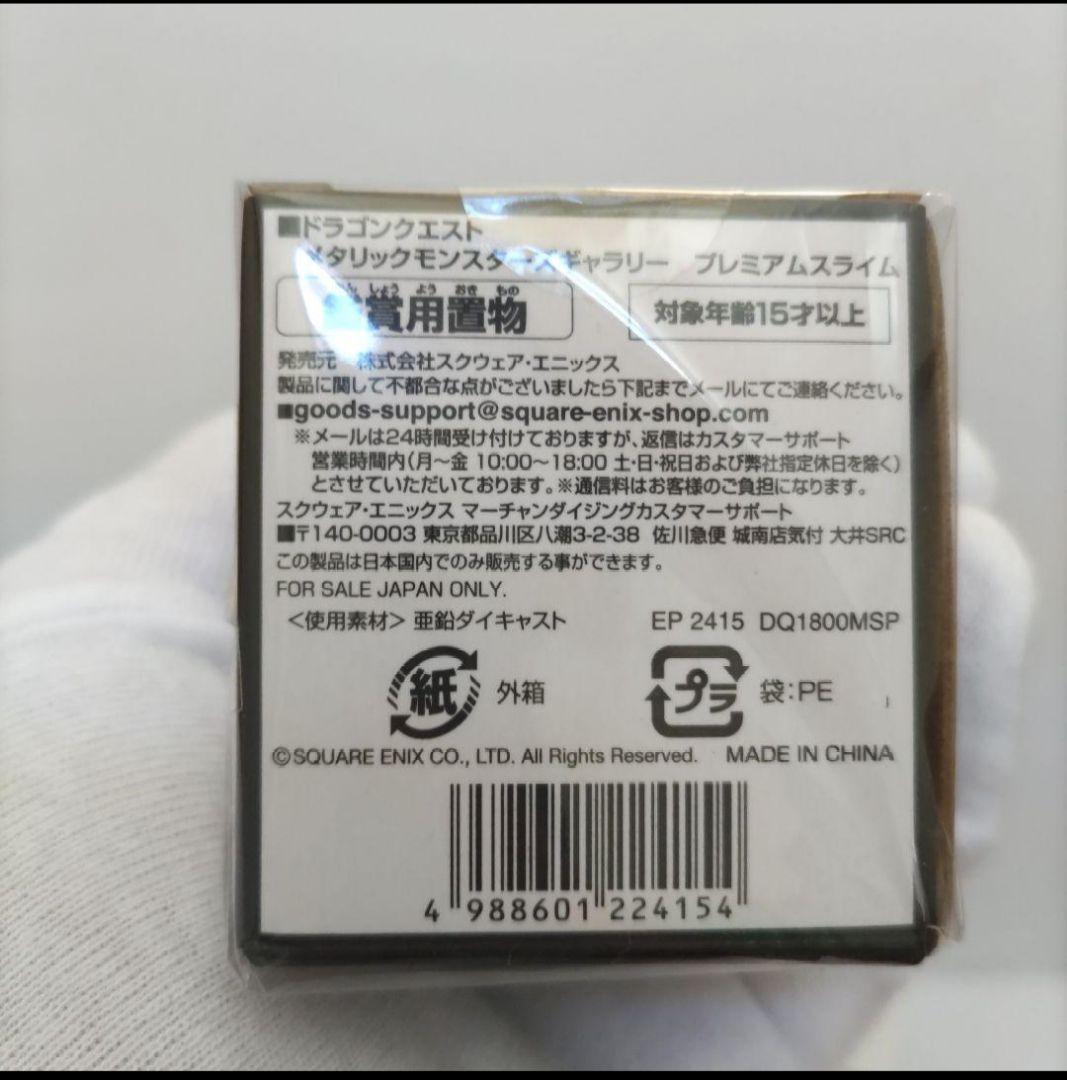 ■ドラゴンクエスト
メタリックモンスターズギャラリー プレミアムスライム
しょう よう おき もの
賞用置物
対象年齢15才以上
発売元 株式会社スクウェア・エニックス
製品に関して不都合な点がございましたら下記までメールにてご連絡ください。
■goods-support@square-enix-shop.com
※メールは24時間受け付けておりますが、返信はカスタマーサポート
営業時間内(月~金 10:00~18:00 土・日・祝日および弊社指定休日を除く)
とさせていただいております。※通信料はお客様のご負担になります。
スクウェア・エニックス マーチャンダイジングカスタマーサポート
■〒140-0003 東京都品川区八潮3-2-38 佐川急便 城南店気付 大井SRC
この製品は日本国内でのみ販売する事ができます。
FOR SALE JAPAN ONLY.
<使用素材> 亜鉛ダイキャスト EP 2415 DQ1800MSP
紙 外箱 プラ 袋:PE
©SQUARE ENIX CO., LTD. All Rights Reserved. MADE IN CHINA
4 988601 224154